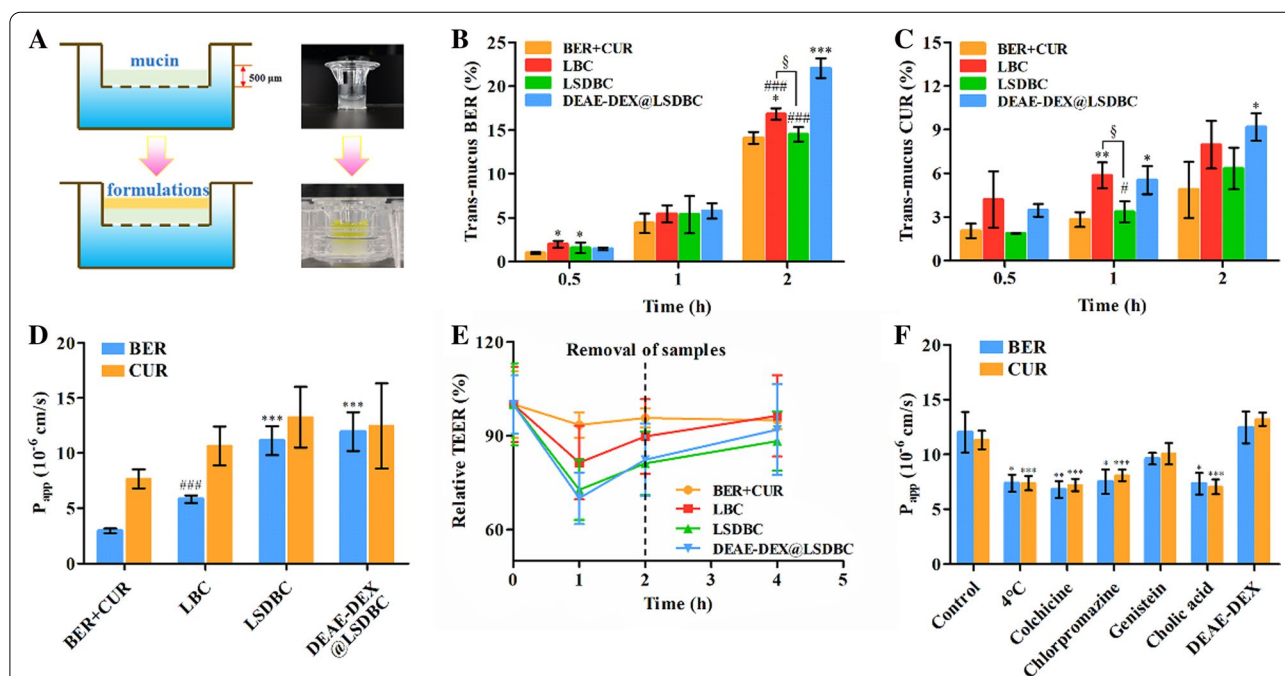 A
mucin
500 μm
formulations
B
Trans-mucus BER (%)
25
20
15
10
5
0
BER+CUR
LBC
LSDBC
DEAE-DEX@LSDBC
* *
### * § ### ***
0.5 1 2
Time (h)
C
Trans-mucus CUR (%)
15
12
9
6
3
0
BER+CUR
LBC
LSDBC
DEAE-DEX@LSDBC
** § # *
*
0.5 1 2
Time (h)
D
Papp (10-6 cm/s)
20
15
10
5
0
BER
CUR
###
***
***
BER+CUR
LBC
LSDBC
DEAE-DEX
@LSDBC
E
Relative TEER (%)
120
90
60
Removal of samples
BER+CUR
LBC
LSDBC
DEAE-DEX@LSDBC
0 1 2 3 4 5
Time (h)
F
Papp (10-6 cm/s)
20
15
10
5
0
BER
CUR
* ***
** ***
* ***
* ***
Control
4°C
Colchicine
Chlorpromazine
Genistein
Cholic acid
DEAE-DEX